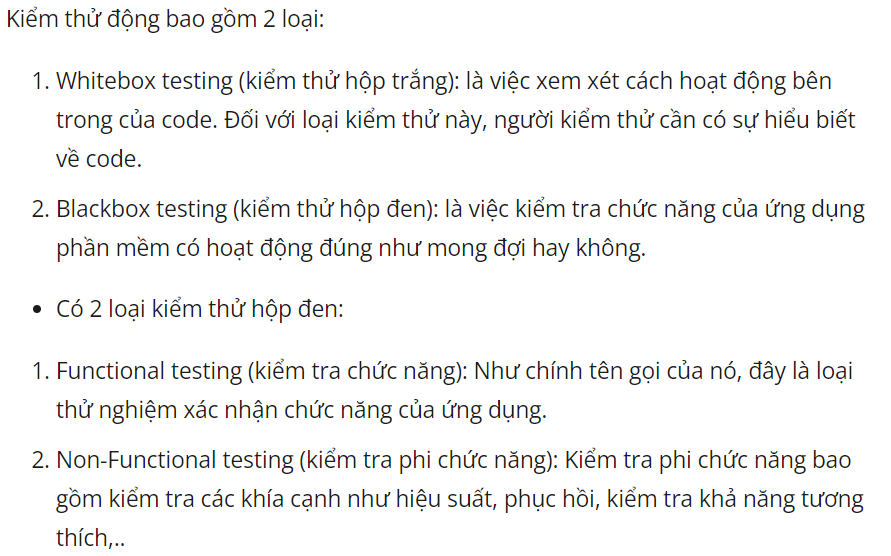 Kiểm thử động bao gồm 2 loại:
1. Whitebox testing (kiểm thử hộp trắng): là việc xem xét cách hoạt động bên
trong của code. Đối với loại kiểm thử này, người kiểm thử cần có sự hiểu biết
về code.
2. Blackbox testing (kiểm thử hộp đen): là việc kiểm tra chức năng của ứng dụng
phần mềm có hoạt động đúng như mong đợi hay không.
• Có 2 loại kiểm thử hộp đen:
1. Functional testing (kiểm tra chức năng): Như chính tên gọi của nó, đây là loại
thử nghiệm xác nhận chức năng của ứng dụng.
2. Non-Functional testing (kiểm tra phi chức năng): Kiểm tra phi chức năng bao
gồm kiểm tra các khía cạnh như hiệu suất, phục hồi, kiểm tra khả năng tương
thích,..